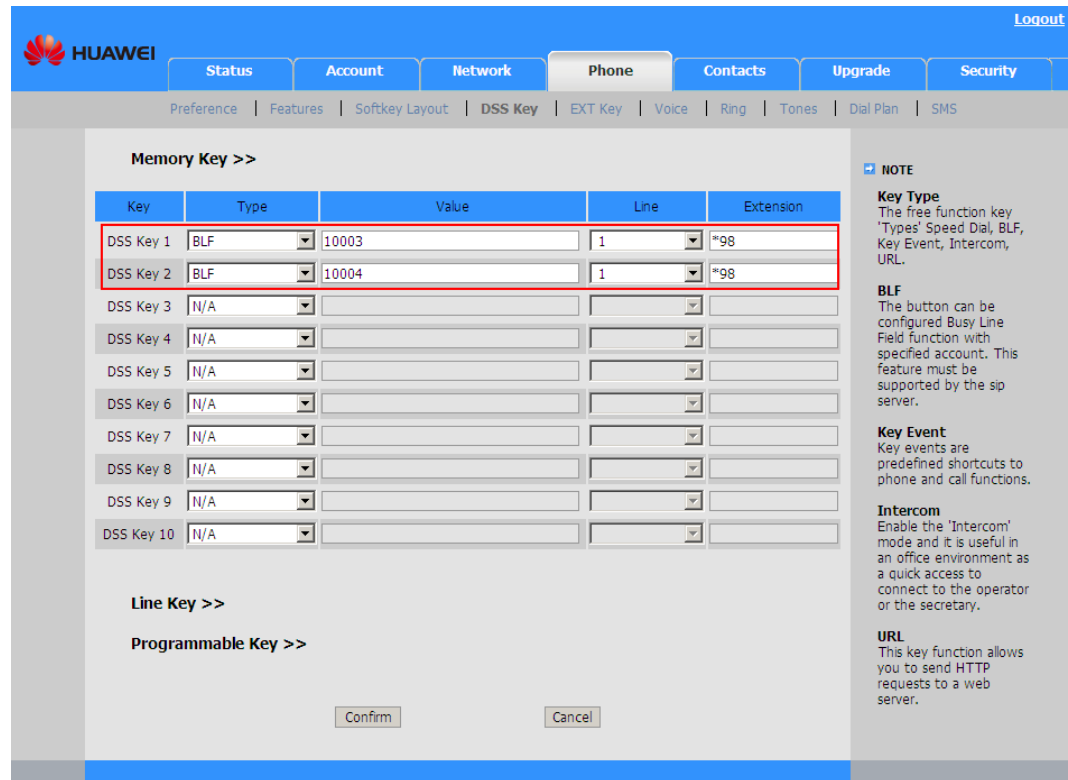 Logout
HUAWEI
Status Account Network Phone Contacts Upgrade Security
Preference | Features | Softkey Layout | DSS Key | EXT Key | Voice | Ring | Tones | Dial Plan | SMS
Memory Key >>
Key Type Value Line Extension
DSS Key 1 BLF 10003 1 *98
DSS Key 2 BLF 10004 1 *98
DSS Key 3 N/A
DSS Key 4 N/A
DSS Key 5 N/A
DSS Key 6 N/A
DSS Key 7 N/A
DSS Key 8 N/A
DSS Key 9 N/A
DSS Key 10 N/A
Line Key >>
Programmable Key >>
Confirm Cancel
NOTE
Key Type
The free function key
'Types' Speed Dial, BLF,
Key Event, Intercom,
URL.
BLF
The button can be
configured Busy Line
Field function with
specified account. This
feature must be
supported by the sip
server.
Key Event
Key events are
predefined shortcuts to
phone and call functions.
Intercom
Enable the 'Intercom'
mode and it is useful in
an office environment as
a quick access to
connect to the operator
or the secretary.
URL
This key function allows
you to send HTTP
requests to a web
server.